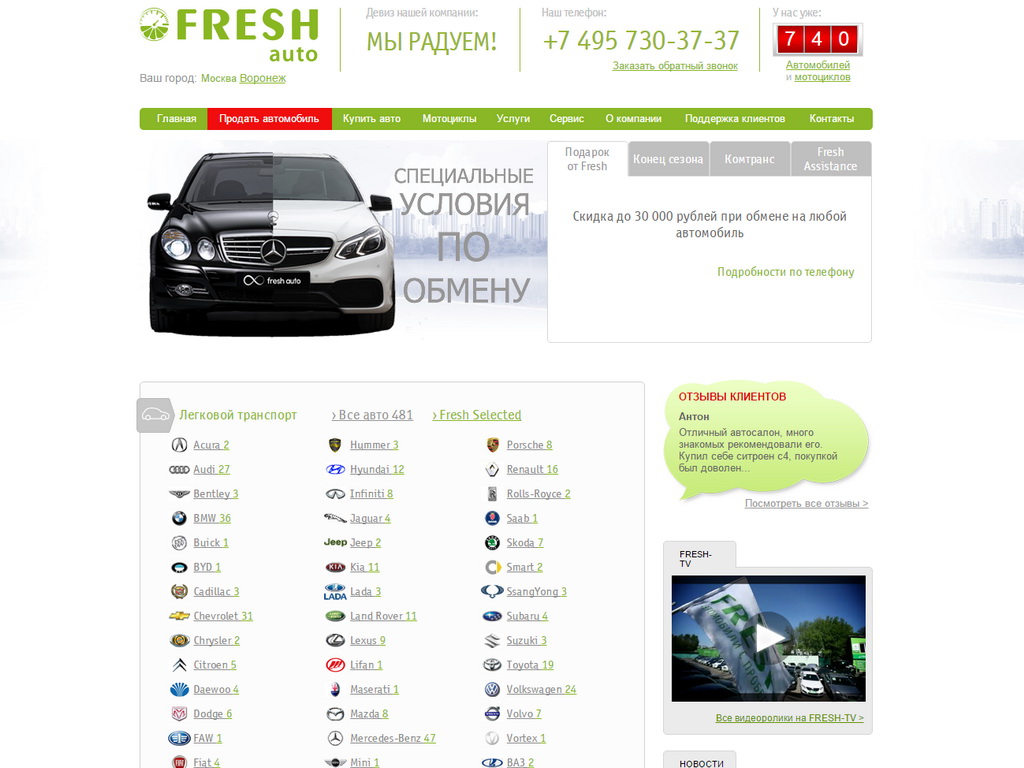 FRESH
auto
Девиз нашей компании:
МЫ РАДУЕМ!
Наш телефон:
+7 495 730-37-37
Заказать обратный звонок
У нас уже:
7 4 0
Автомобилей
и мотоциклов
Ваш город: Москва Воронеж
Главная
Продать автомобиль
Купить авто
Мотоциклы
Услуги
Сервис
О компании
Поддержка клиентов
Контакты
СПЕЦИАЛЬНЫЕ
УСЛОВИЯ
ПО
ОБМЕНУ
fresh auto
Подарок
от Fresh
Конец сезона
Комтранс
Fresh
Assistance
Скидка до 30 000 рублей при обмене на любой
автомобиль
Подробности по телефону
Легковой транспорт
› Все авто 481
› Fresh Selected
Acura 2
Audi 27
Bentley 3
BMW 36
Buick 1
BYD 1
Cadillac 3
Chevrolet 31
Chrysler 2
Citroen 5
Daewoo 4
Dodge 6
FAW 1
Fiat 4
Hummer 3
Hyundai 12
Infiniti 8
Jaguar 4
Jeep Jeep 2
KIA Kia 11
LADA Lada 3
Land Rover 11
Lexus 9
Lifan 1
Maserati 1
Mazda 8
Mercedes-Benz 47
Mini 1
Porsche 8
Renault 16
Rolls-Royce 2
Saab 1
Skoda 7
Smart 2
SsangYong 3
Subaru 4
Suzuki 3
Toyota 19
Volkswagen 24
Volvo 7
Vortex 1
ВАЗ 2
ОТЗЫВЫ КЛИЕНТОВ
Антон
Отличный автосалон, много
знакомых рекомендовали его.
Купил себе ситроен с4, покупкой
был доволен...
Посмотреть все отзывы >
FRESH-
TV
FRESH
Все видеоролики на FRESH-TV >
НОВОСТИ